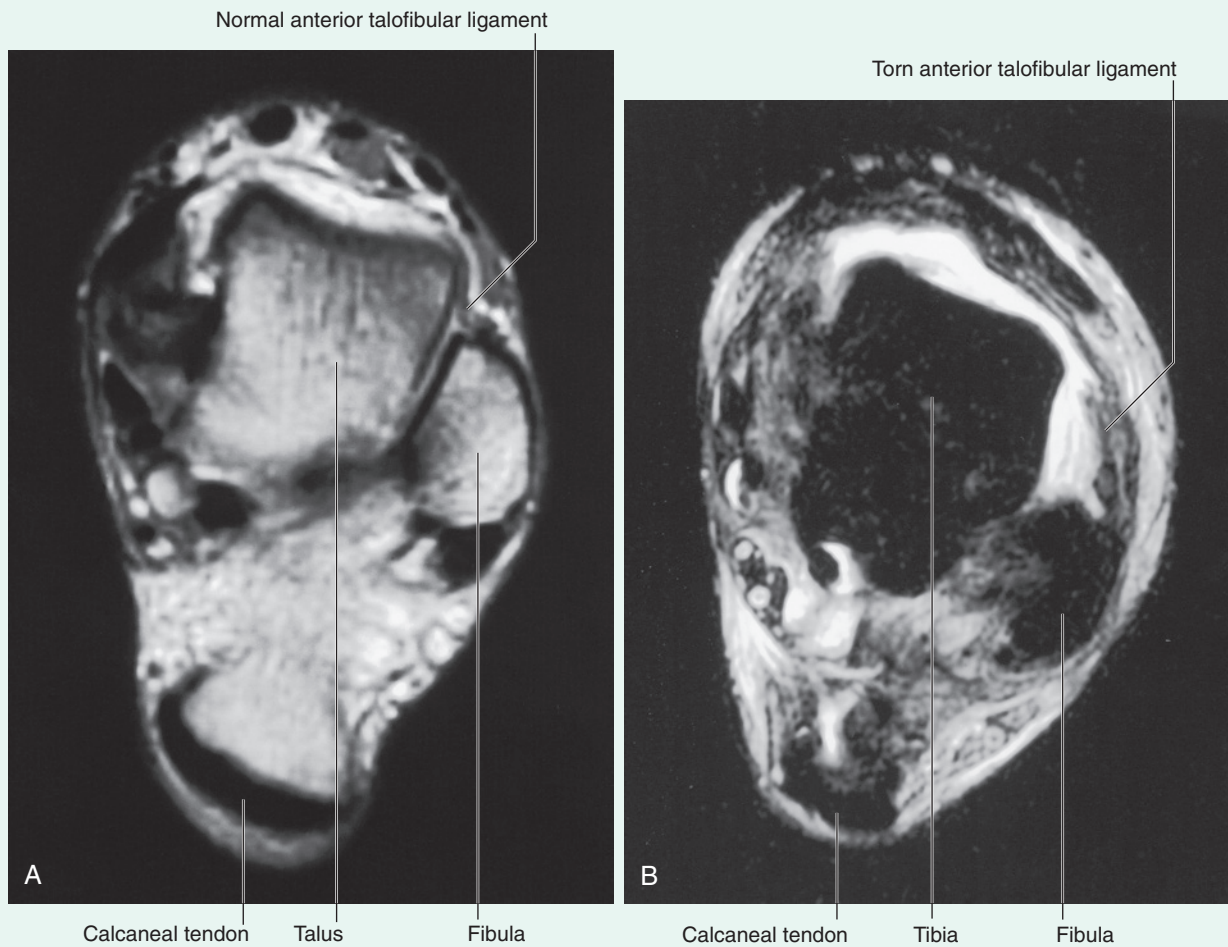 Normal anterior talofibular ligament
Torn anterior talofibular ligament
A
B
Calcaneal tendon
Talus
Fibula
Calcaneal tendon
Tibia
Fibula